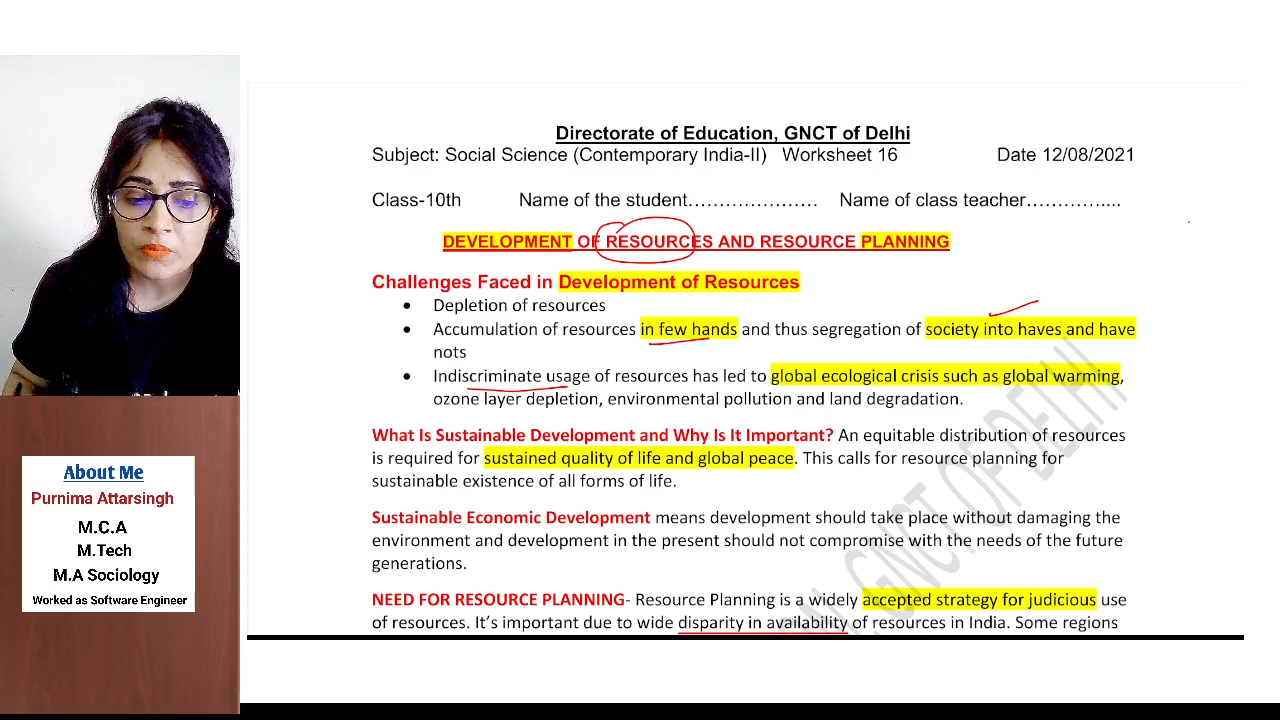 Directorate of Education, GNCT of Delhi
Subject: Social Science (Contemporary India-II) Worksheet 16 Date 12/08/2021
Class-10th Name of the student………………… Name of class teacher…………....
DEVELOPMENT OF RESOURCES AND RESOURCE PLANNING
Challenges Faced in Development of Resources
• Depletion of resources
• Accumulation of resources in few hands and thus segregation of society into haves and have
nots
• Indiscriminate usage of resources has led to global ecological crisis such as global warming,
ozone layer depletion, environmental pollution and land degradation.
What Is Sustainable Development and Why Is It Important? An equitable distribution of resources
is required for sustained quality of life and global peace. This calls for resource planning for
sustainable existence of all forms of life.
Sustainable Economic Development means development should take place without damaging the
environment and development in the present should not compromise with the needs of the future
generations.
NEED FOR RESOURCE PLANNING- Resource Planning is a widely accepted strategy for judicious use
of resources. It's important due to wide disparity in availability of resources in India. Some regions
GNCT OF DELHI
About Me
Purnima Attarsingh
M.C.A
M.Tech
M.A Sociology
Worked as Software Engineer